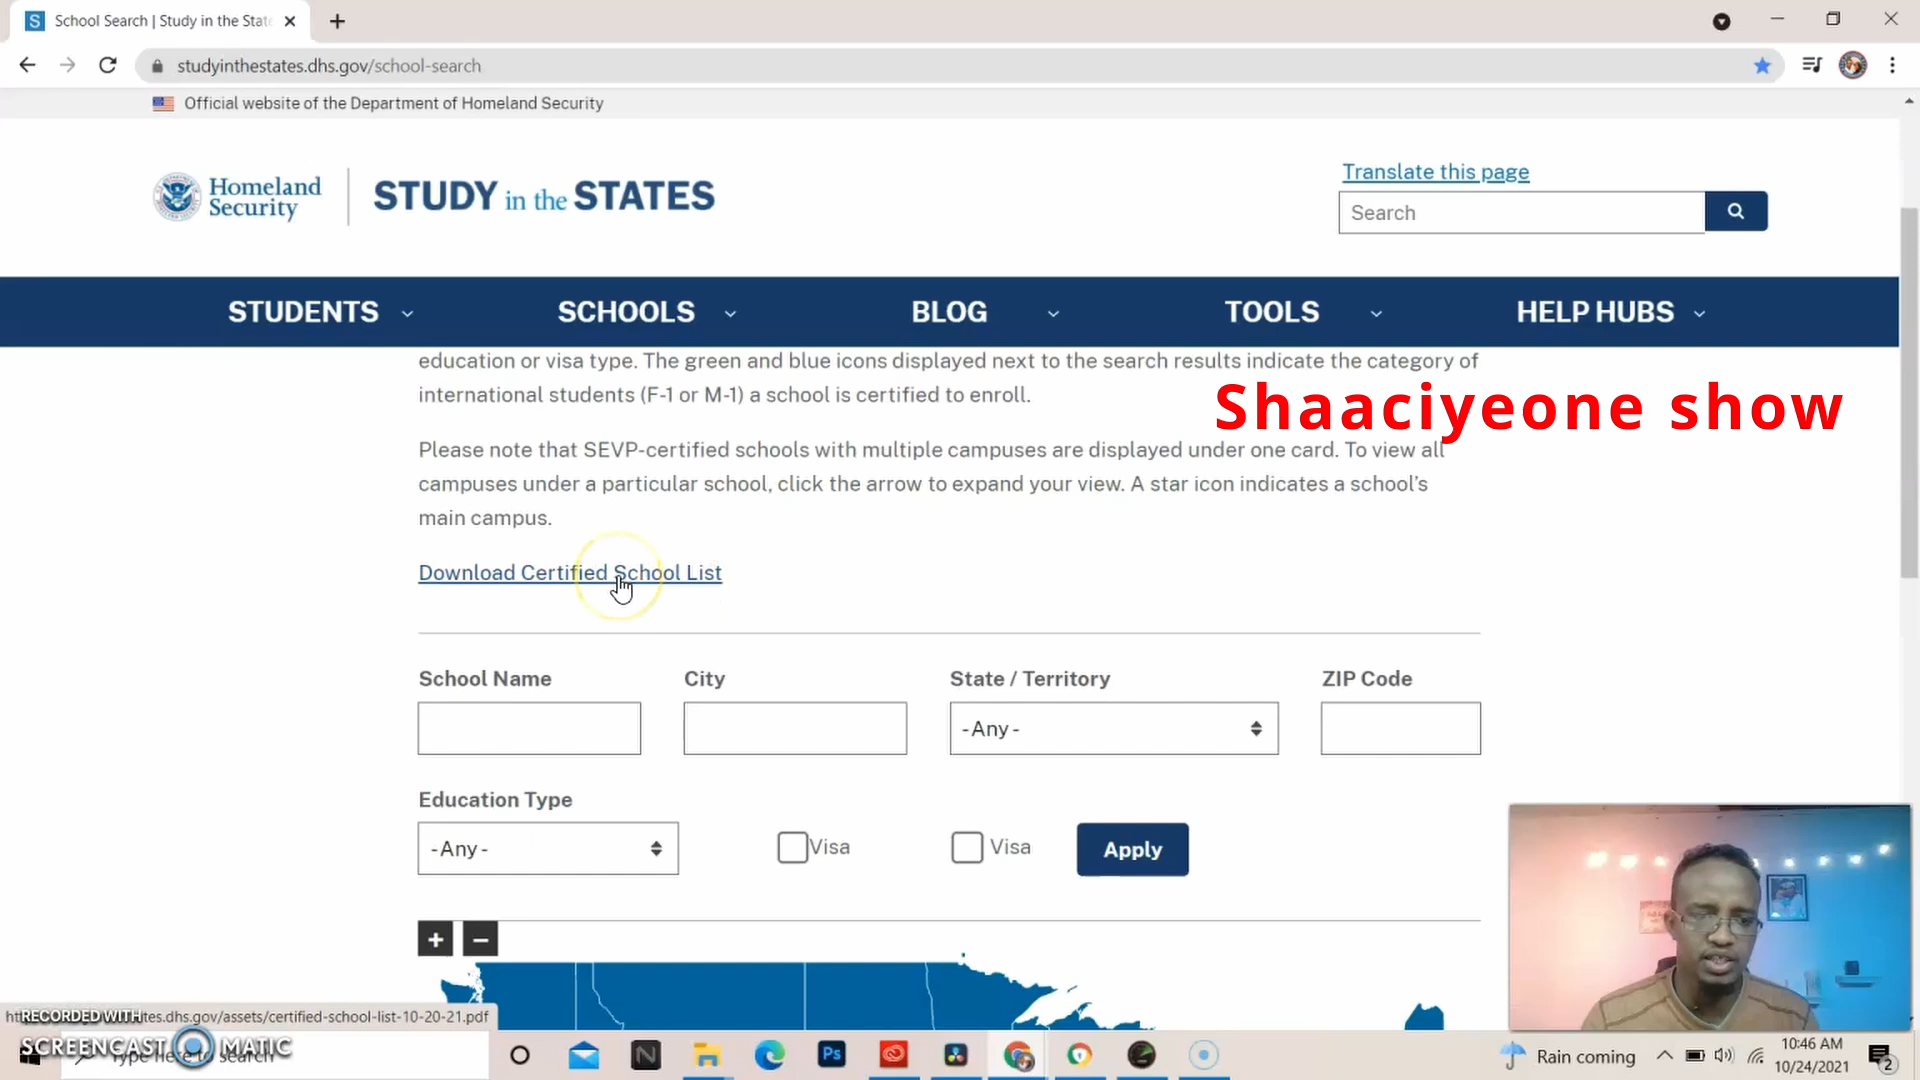 School Search | Study in the State
studyinthestates.dhs.gov/school-search
Official website of the Department of Homeland Security
Homeland
Security
STUDY in the STATES
Translate this page
Search
STUDENTS
SCHOOLS
BLOG
TOOLS
HELP HUBS
education or visa type. The green and blue icons displayed next to the search results indicate the category of
international students (F-1 or M-1) a school is certified to enroll.
Shaaciyeone show
Please note that SEVP-certified schools with multiple campuses are displayed under one card. To view all
campuses under a particular school, click the arrow to expand your view. A star icon indicates a school’s
main campus.
Download Certified School List
School Name
City
State / Territory
ZIP Code
- Any -
Education Type
- Any -
Visa
Visa
Apply
+
−
RECORDED WITH
tes.dhs.gov/assets/certified-school-list-10-20-21.pdf
SCREENCAST MATIC
Type here to search
Ps
N
Rain coming
10:46 AM
10/24/2021
2